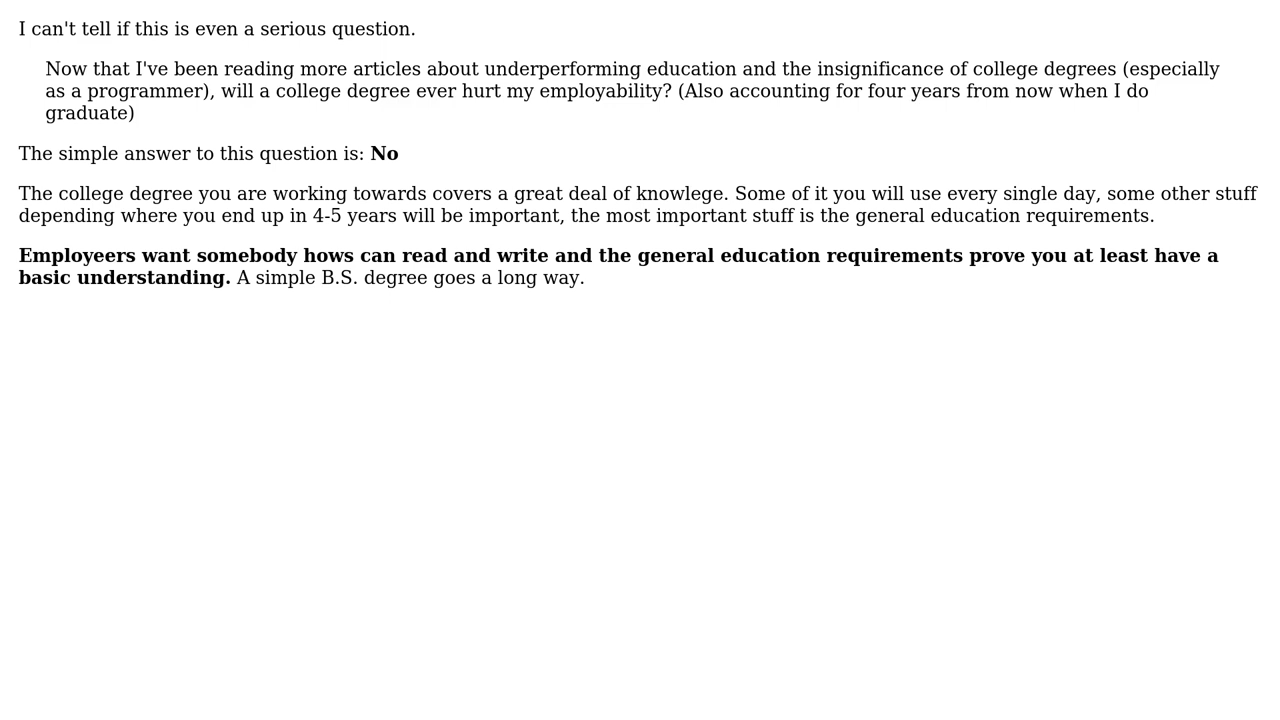 I can't tell if this is even a serious question.
Now that I've been reading more articles about underperforming education and the insignificance of college degrees (especially
as a programmer), will a college degree ever hurt my employability? (Also accounting for four years from now when I do
graduate)
The simple answer to this question is: No
The college degree you are working towards covers a great deal of knowlege. Some of it you will use every single day, some other stuff
depending where you end up in 4-5 years will be important, the most important stuff is the general education requirements.
Employeers want somebody hows can read and write and the general education requirements prove you at least have a
basic understanding. A simple B.S. degree goes a long way.